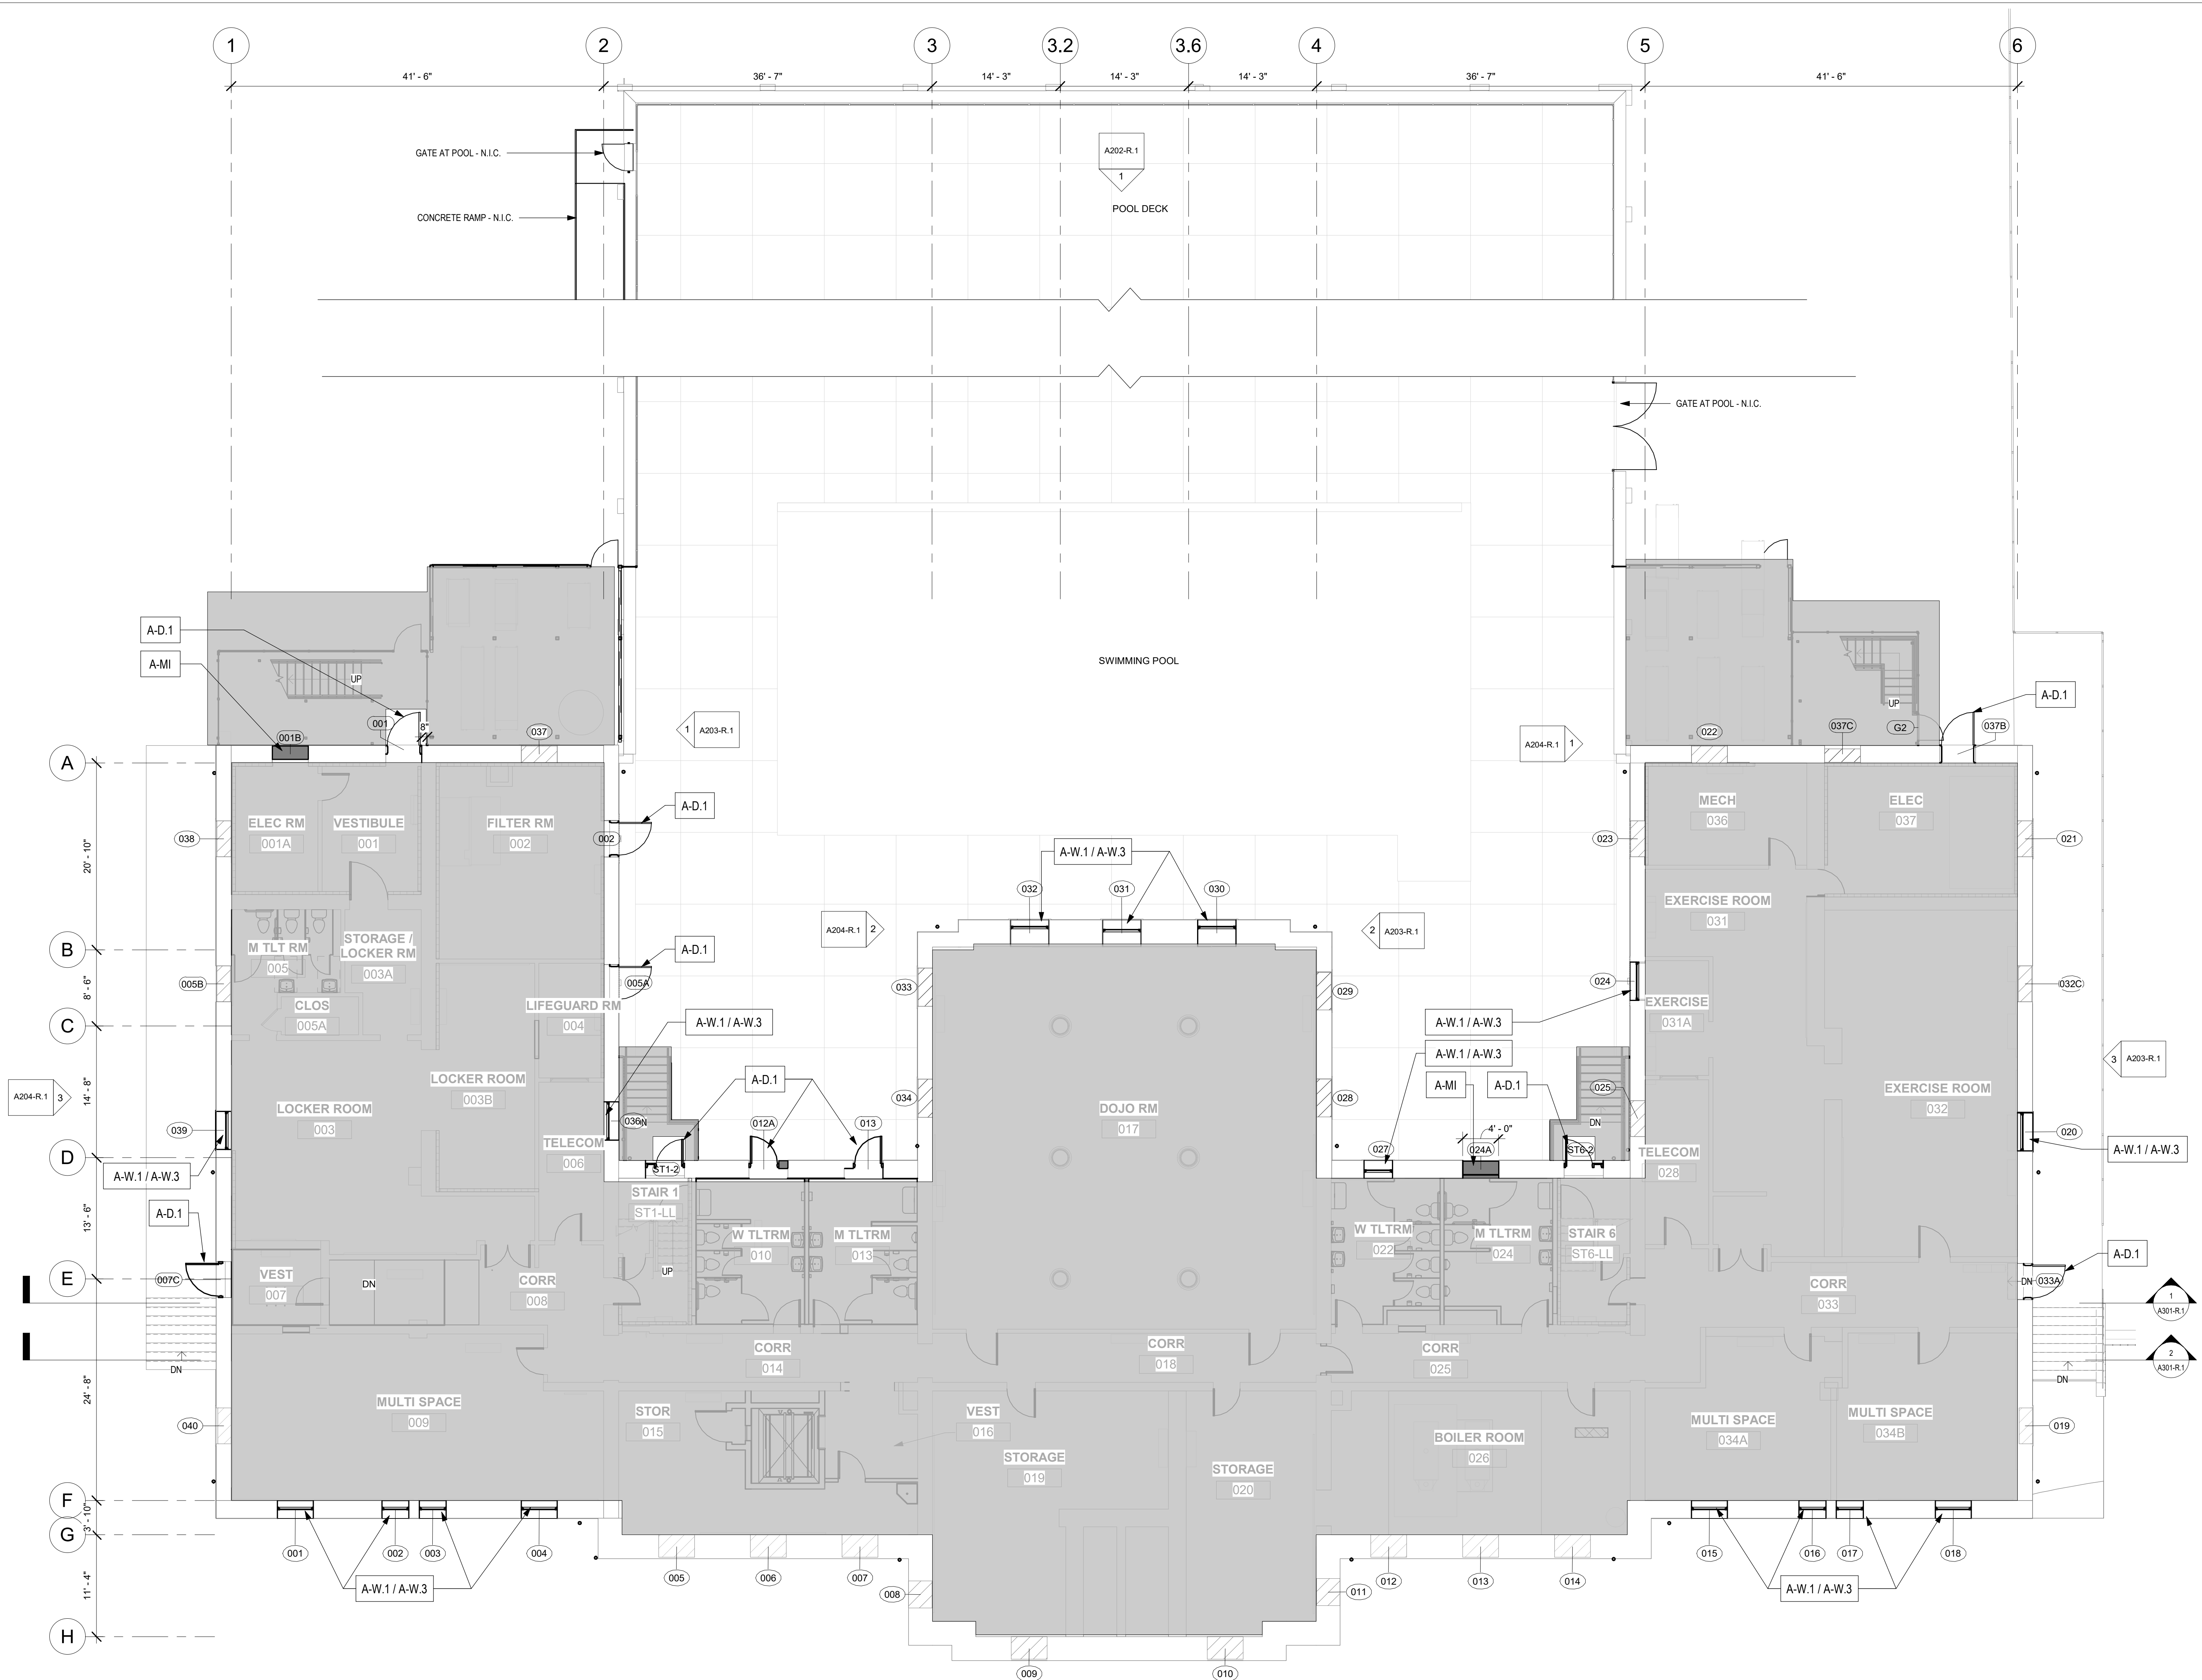 1
2
3
3.2
3.6
4
5
6
41' - 6"
36' - 7"
14' - 3"
14' - 3"
14' - 3"
36' - 7"
41' - 6"
GATE AT POOL - N.I.C.
A202-R.1
1
POOL DECK
CONCRETE RAMP - N.I.C.
GATE AT POOL - N.I.C.
A-D.1
A-MI
SWIMMING POOL
UP
UP
A-D.1
001
8"
001B
037
1
A203-R.1
A204-R.1
1
022
037C
G2
037B
A
ELEC RM
001A
VESTIBULE
001
FILTER RM
002
A-D.1
002
038
MECH
036
ELEC
037
023
021
20' - 10"
A-W.1 / A-W.3
032
031
030
EXERCISE ROOM
031
A204-R.1
2
2
A203-R.1
B
M TLT RM
005
STORAGE /
LOCKER RM
003A
A-D.1
005A
005B
033
029
024
032C
8' - 6"
CLOS
005A
LIFEGUARD RM
004
EXERCISE
031A
C
A-W.1 / A-W.3
A-W.1 / A-W.3
A-W.1 / A-W.3
3
A203-R.1
A204-R.1
3
14' - 8"
LOCKER ROOM
003B
A-D.1
A-MI
A-D.1
025
EXERCISE ROOM
032
034
028
LOCKER ROOM
003
DOJO RM
017
039
036
N
012A
013
4' - 0"
DN
020
TELECOM
006
027
024A
ST6-2
TELECOM
028
D
A-W.1 / A-W.3
ST1-2
A-W.1 / A-W.3
STAIR 1
ST1-LL
A-D.1
13' - 6"
W TLTRM
010
M TLTRM
013
W TLTRM
022
M TLTRM
024
STAIR 6
ST6-LL
A-D.1
E
007C
VEST
007
DN
CORR
008
UP
CORR
033
DN
033A
1
A301-R.1
DN
CORR
014
CORR
018
CORR
025
2
A301-R.1
DN
24' - 8"
MULTI SPACE
009
040
STOR
015
VEST
016
STORAGE
019
STORAGE
020
BOILER ROOM
026
MULTI SPACE
034A
MULTI SPACE
034B
019
F
3' - 10"
G
001
002
003
004
005
006
007
012
013
014
015
016
017
018
A-W.1 / A-W.3
008
011
A-W.1 / A-W.3
11' - 4"
H
009
010